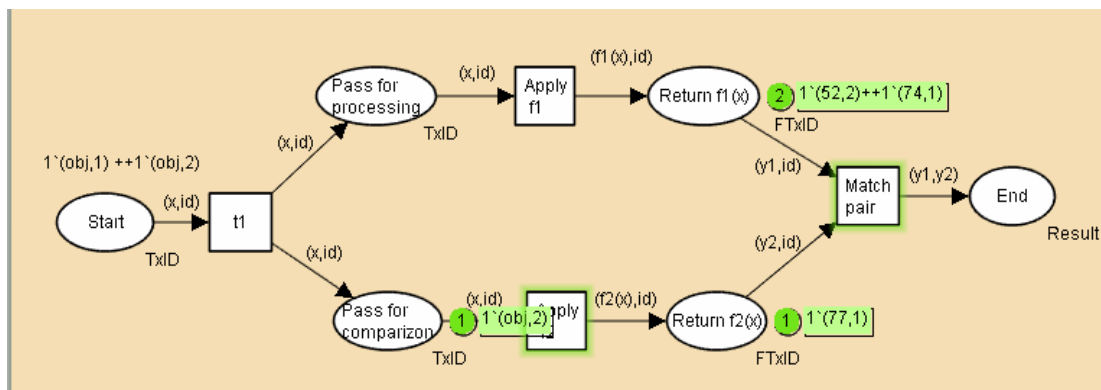 (f1(x),id)
(x,id)
Pass for
processing
Apply
f1
Return f1(x)
2
1`(52,2)++1`(74,1)
TxID
FTxID
1`(obj,1) ++1`(obj,2)
(x,id)
(y1,id)
(x,id)
Match
pair
(y1,y2)
Start
t1
End
TxID
Result
(x,id)
(y2,id)
(x,id)
(f2(x),id)
Pass for
comparizon
1
1`(obj,2)
Return f2(x)
1
1`(77,1)
TxID
FTxID